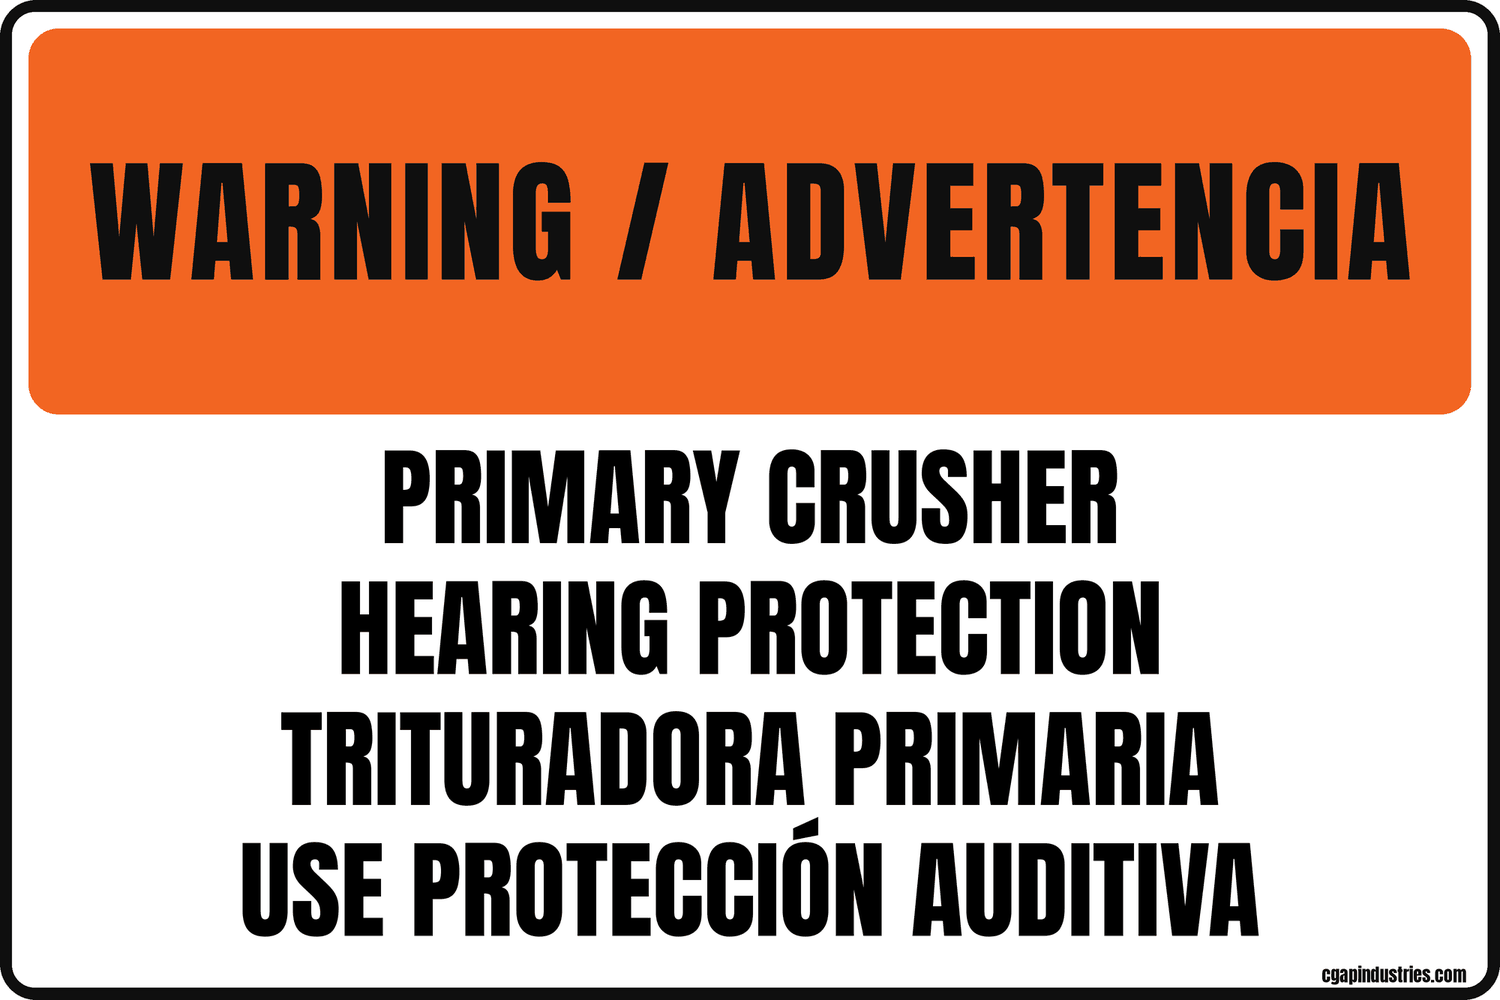 WARNING / ADVERTENCIA
PRIMARY CRUSHER
HEARING PROTECTION
TRITURADORA PRIMARIA
USE PROTECCIÓN AUDITIVA
cgapindustries.com